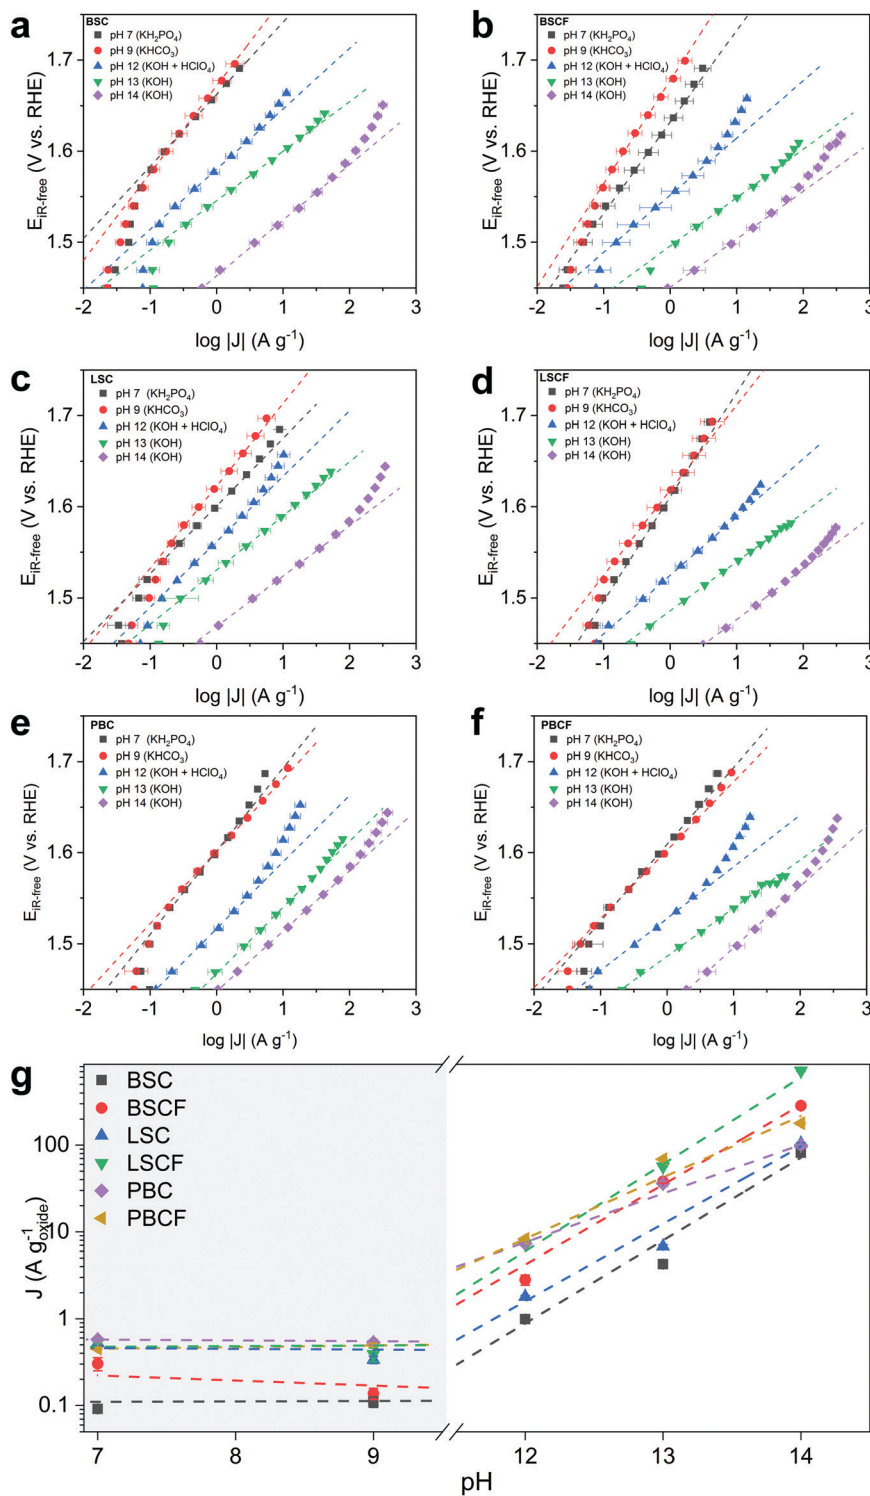 a
BSC
pH 7 (KH₂PO₄)
pH 9 (KHCO₃)
pH 12 (KOH + HClO₄)
pH 13 (KOH)
pH 14 (KOH)
1.7
1.6
1.5
E_iR-free (V vs. RHE)
-2 -1 0 1 2 3
log |J| (A g⁻¹)
b
BSCF
pH 7 (KH₂PO₄)
pH 9 (KHCO₃)
pH 12 (KOH + HClO₄)
pH 13 (KOH)
pH 14 (KOH)
1.7
1.6
1.5
E_iR-free (V vs. RHE)
-2 -1 0 1 2 3
log |J| (A g⁻¹)
c
LSC
pH 7 (KH₂PO₄)
pH 9 (KHCO₃)
pH 12 (KOH + HClO₄)
pH 13 (KOH)
pH 14 (KOH)
1.7
1.6
1.5
E_iR-free (V vs. RHE)
-2 -1 0 1 2 3
log |J| (A g⁻¹)
d
LSCF
pH 7 (KH₂PO₄)
pH 9 (KHCO₃)
pH 12 (KOH + HClO₄)
pH 13 (KOH)
pH 14 (KOH)
1.7
1.6
1.5
E_iR-free (V vs. RHE)
-2 -1 0 1 2 3
log |J| (A g⁻¹)
e
PBC
pH 7 (KH₂PO₄)
pH 9 (KHCO₃)
pH 12 (KOH + HClO₄)
pH 13 (KOH)
pH 14 (KOH)
1.7
1.6
1.5
E_iR-free (V vs. RHE)
-2 -1 0 1 2 3
log |J| (A g⁻¹)
f
PBCF
pH 7 (KH₂PO₄)
pH 9 (KHCO₃)
pH 12 (KOH + HClO₄)
pH 13 (KOH)
pH 14 (KOH)
1.7
1.6
1.5
E_iR-free (V vs. RHE)
-2 -1 0 1 2 3
log |J| (A g⁻¹)
g
BSC
BSCF
LSC
LSCF
PBC
PBCF
100
10
1
0.1
J (A g⁻¹_oxide)
7 8 9 12 13 14
pH